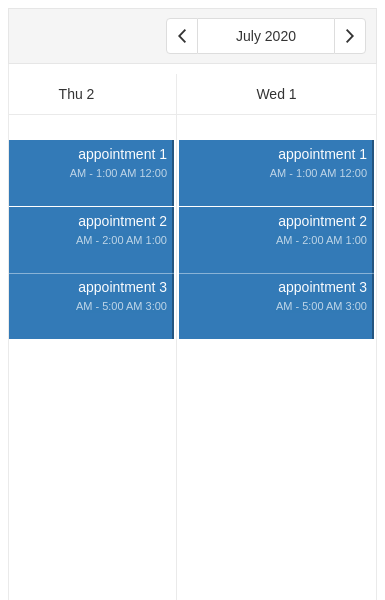 July 2020
Wed 1
Thu 2
appointment 1
AM - 1:00 AM 12:00
appointment 2
AM - 2:00 AM 1:00
appointment 3
AM - 5:00 AM 3:00
appointment 1
AM - 1:00 AM 12:00
appointment 2
AM - 2:00 AM 1:00
appointment 3
AM - 5:00 AM 3:00